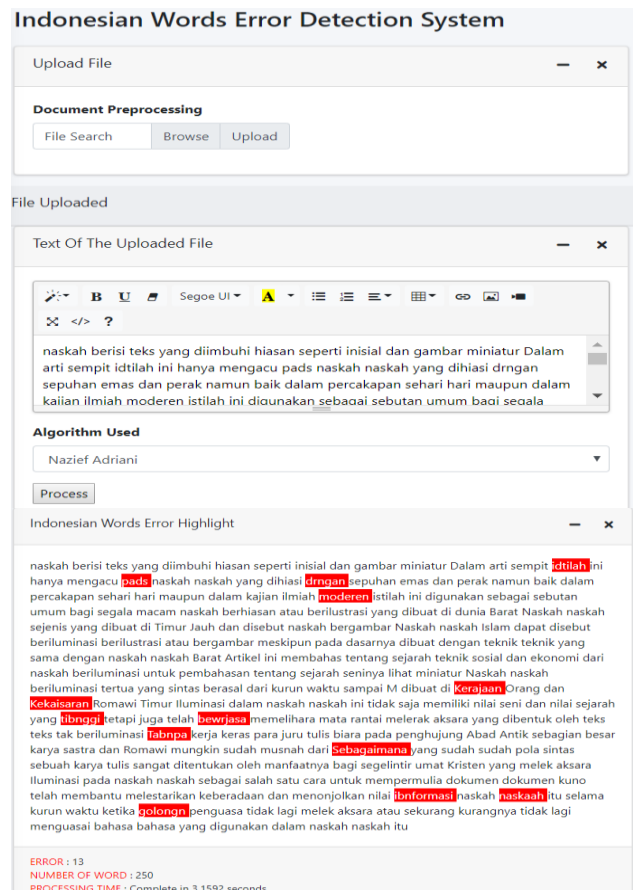 Indonesian Words Error Detection System
Upload File
Document Preprocessing
File Search Browse Upload
File Uploaded
Text Of The Uploaded File
B U Segoe UI A
</> ?
naskah berisi teks yang diimbuhi hiasan seperti inisial dan gambar miniatur Dalam
arti sempit idtilah ini hanya mengacu pads naskah naskah yang dihiasi drngan
sepuhan emas dan perak namun baik dalam percakapan sehari hari maupun dalam
kajian ilmiah moderen istilah ini digunakan sebagai sebutan umum bagi segala
Algorithm Used
Nazief Adriani
Process
Indonesian Words Error Highlight
naskah berisi teks yang diimbuhi hiasan seperti inisial dan gambar miniatur Dalam arti sempit idtilah ini
hanya mengacu pads naskah naskah yang dihiasi drngan sepuhan emas dan perak namun baik dalam
percakapan sehari hari maupun dalam kajian ilmiah moderen istilah ini digunakan sebagai sebutan
umum bagi segala macam naskah berhiasan atau berilustrasi yang dibuat di dunia Barat Naskah naskah
sejenis yang dibuat di Timur Jauh dan disebut naskah bergambar Naskah naskah Islam dapat disebut
beriluminasi berilustrasi atau bergambar meskipun pada dasarnya dibuat dengan teknik teknik yang
sama dengan naskah naskah Barat Artikel ini membahas tentang sejarah teknik sosial dan ekonomi dari
naskah beriluminasi untuk pembahasan tentang sejarah seninya lihat miniatur Naskah naskah
beriluminasi tertua yang sintas berasal dari kurun waktu sampai M dibuat di Kerajaan Orang dan
Kekaisaran Romawi Timur Iluminasi dalam naskah naskah ini tidak saja memiliki nilai seni dan nilai sejarah
yang tibnggi tetapi juga telah bewrjasa memelihara mata rantai melerak aksara yang dibentuk oleh teks
teks tak beriluminasi Tabnpa kerja keras para juru tulis biara pada penghujung Abad Antik sebagian besar
karya sastra dan Romawi mungkin sudah musnah dari Sebagaimana yang sudah sudah pola sintas
sebuah karya tulis sangat ditentukan oleh manfaatnya bagi segelintir umat Kristen yang melek aksara
Iluminasi pada naskah naskah sebagai salah satu cara untuk mempermulia dokumen dokumen kuno
telah membantu melestarikan keberadaan dan menonjolkan nilai ibnformasi naskah naskaah itu selama
kurun waktu ketika golongn penguasa tidak lagi melek aksara atau sekurang kurangnya tidak lagi
menguasai bahasa bahasa yang digunakan dalam naskah naskah itu
ERROR : 13
NUMBER OF WORD : 250
PROCESSING TIME : Complete in 3.1592 seconds